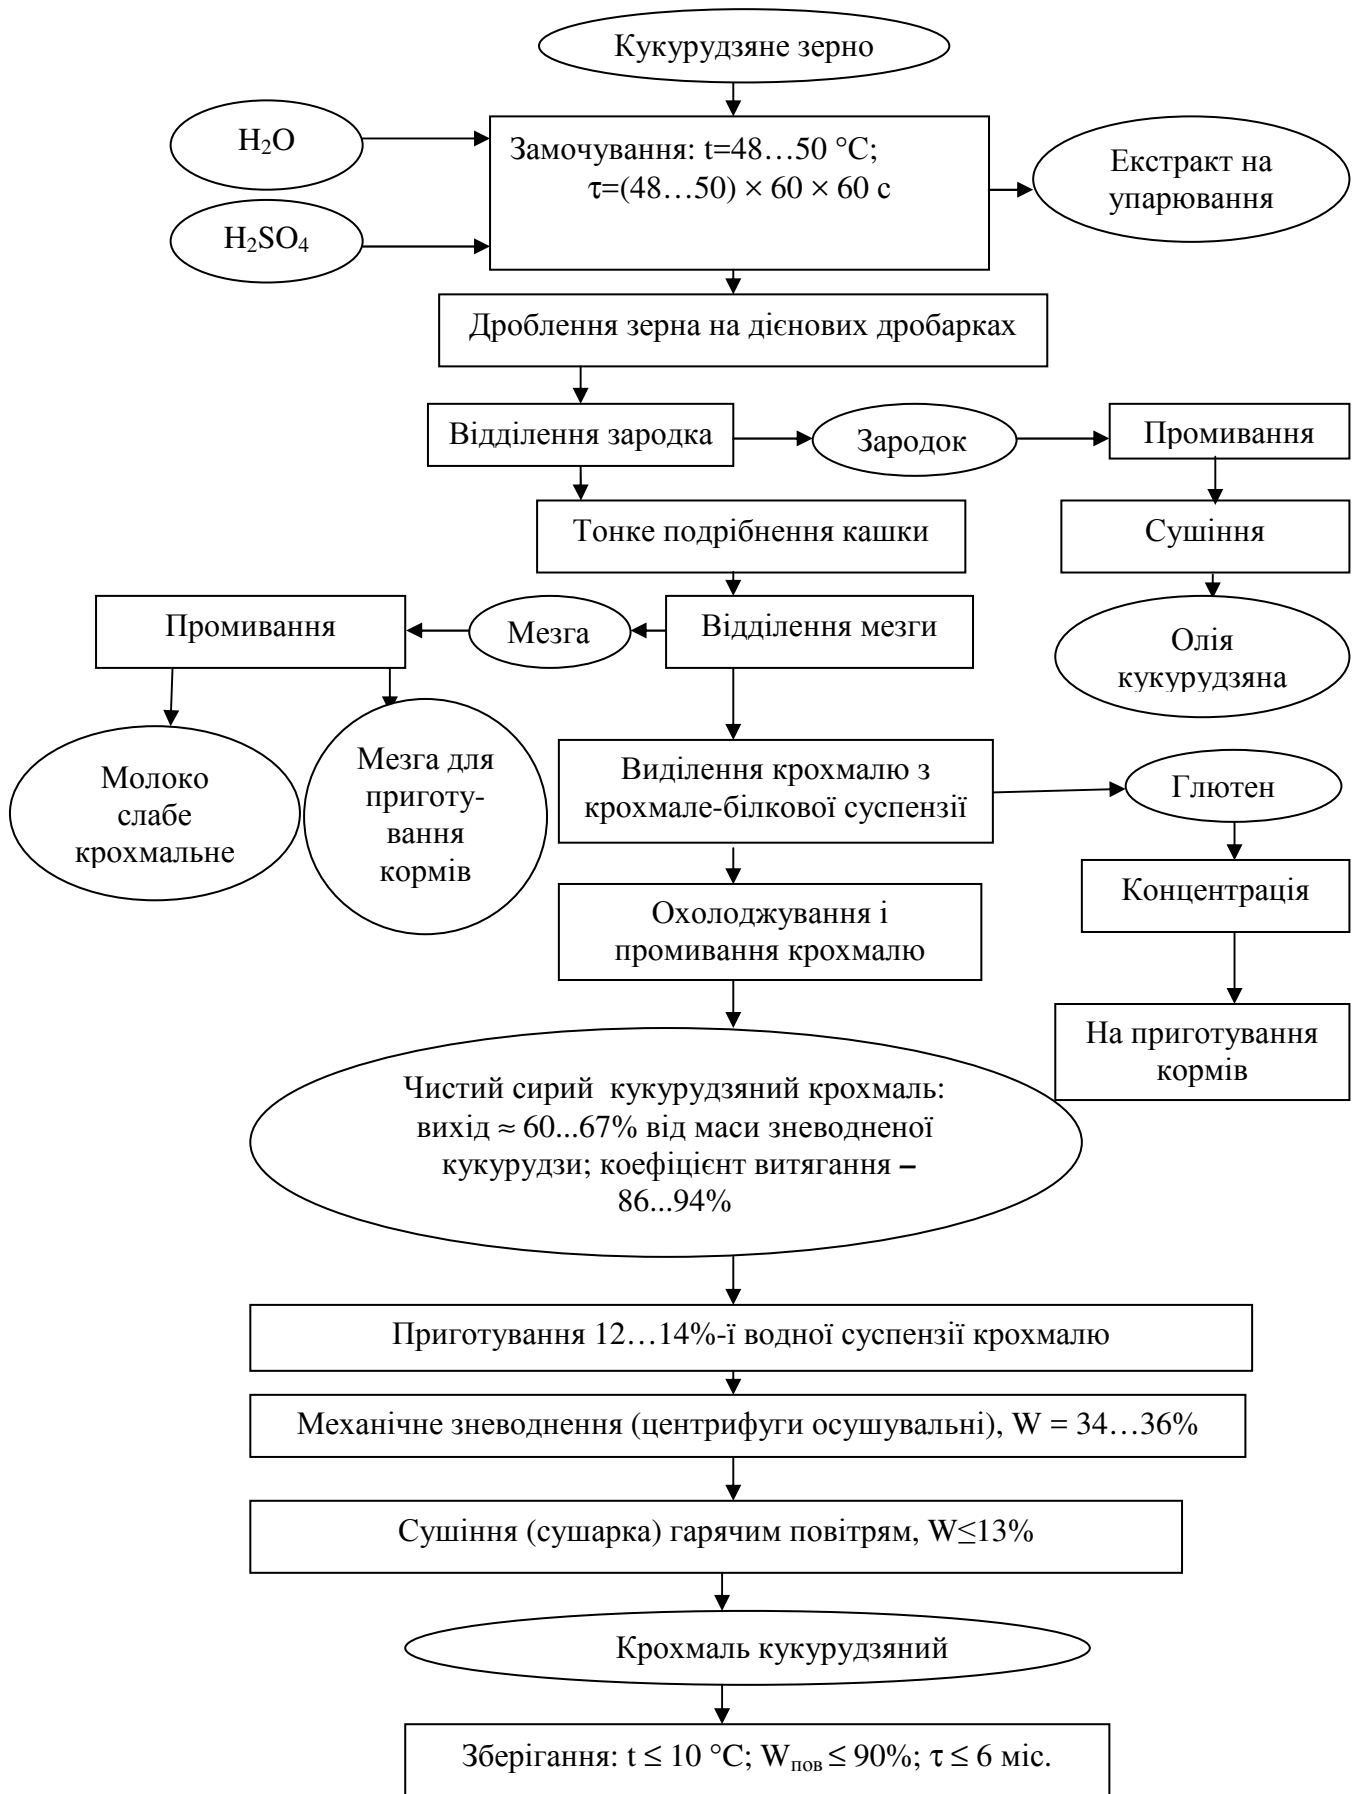 Кукурудзяне зерно
H₂O
Замочування: t=48…50 °C;
τ=(48…50) × 60 × 60 с
Екстракт на
упарювання
H₂SO₄
Дроблення зерна на дієнових дробарках
Відділення зародка
Зародок
Промивання
Тонке подрібнення кашки
Сушіння
Промивання
Мезга
Відділення мезги
Олія
кукурудзяна
Молоко
слабе
крохмальне
Мезга для
приготу-
вання
кормів
Виділення крохмалю з
крохмале-білкової суспензії
Глютен
Концентрація
Охолоджування і
промивання крохмалю
На приготування
кормів
Чистий сирий кукурудзяний крохмаль:
вихід ≈ 60...67% від маси зневодненої
кукурудзи; коефіцієнт витягання –
86...94%
Приготування 12…14%-ї водної суспензії крохмалю
Механічне зневоднення (центрифуги осушувальні), W = 34…36%
Сушіння (сушарка) гарячим повітрям, W≤13%
Крохмаль кукурудзяний
Зберігання: t ≤ 10 °C; Wпов ≤ 90%; τ ≤ 6 міс.